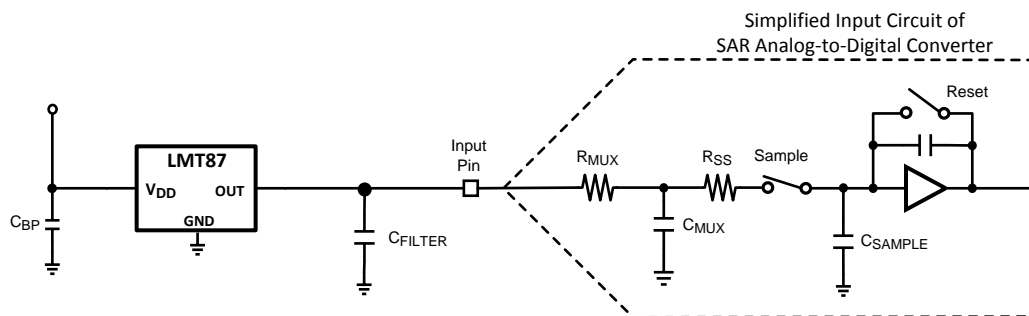 Simplified Input Circuit of
SAR Analog-to-Digital Converter
Reset
LMT87
Input
Pin
RMUX
RSS
Sample
VDD
OUT
CBP
GND
CFILTER
CMUX
CSAMPLE